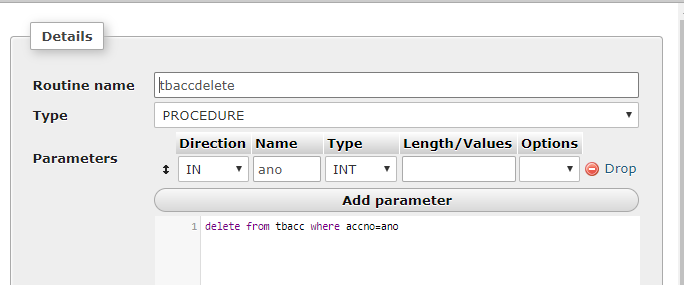 Details
Routine name tbaccdelete
Type PROCEDURE
Direction Name Type Length/Values Options
Parameters IN ano INT Drop
Add parameter
1 delete from tbacc where accno=ano